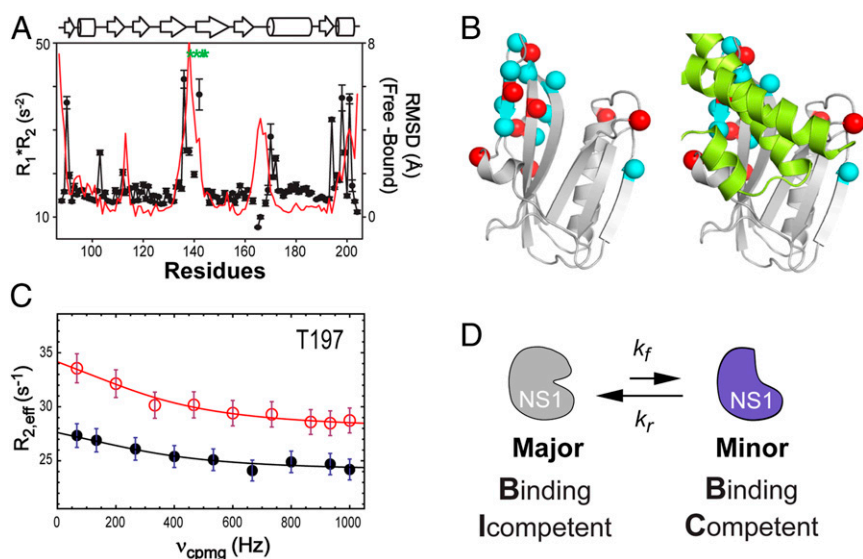 A
50
10
R₁*R₂ (s⁻²)
8
0
RMSD (Å)
(Free -Bound)
100 120 140 160 180 200
Residues
B
C
T197
35
30
25
R₂,eff (s⁻¹)
0 200 400 600 800 1000
νcpmg (Hz)
D
kf
kr
NS1
NS1
Major
Minor
Binding
Icompetent
Binding
Competent